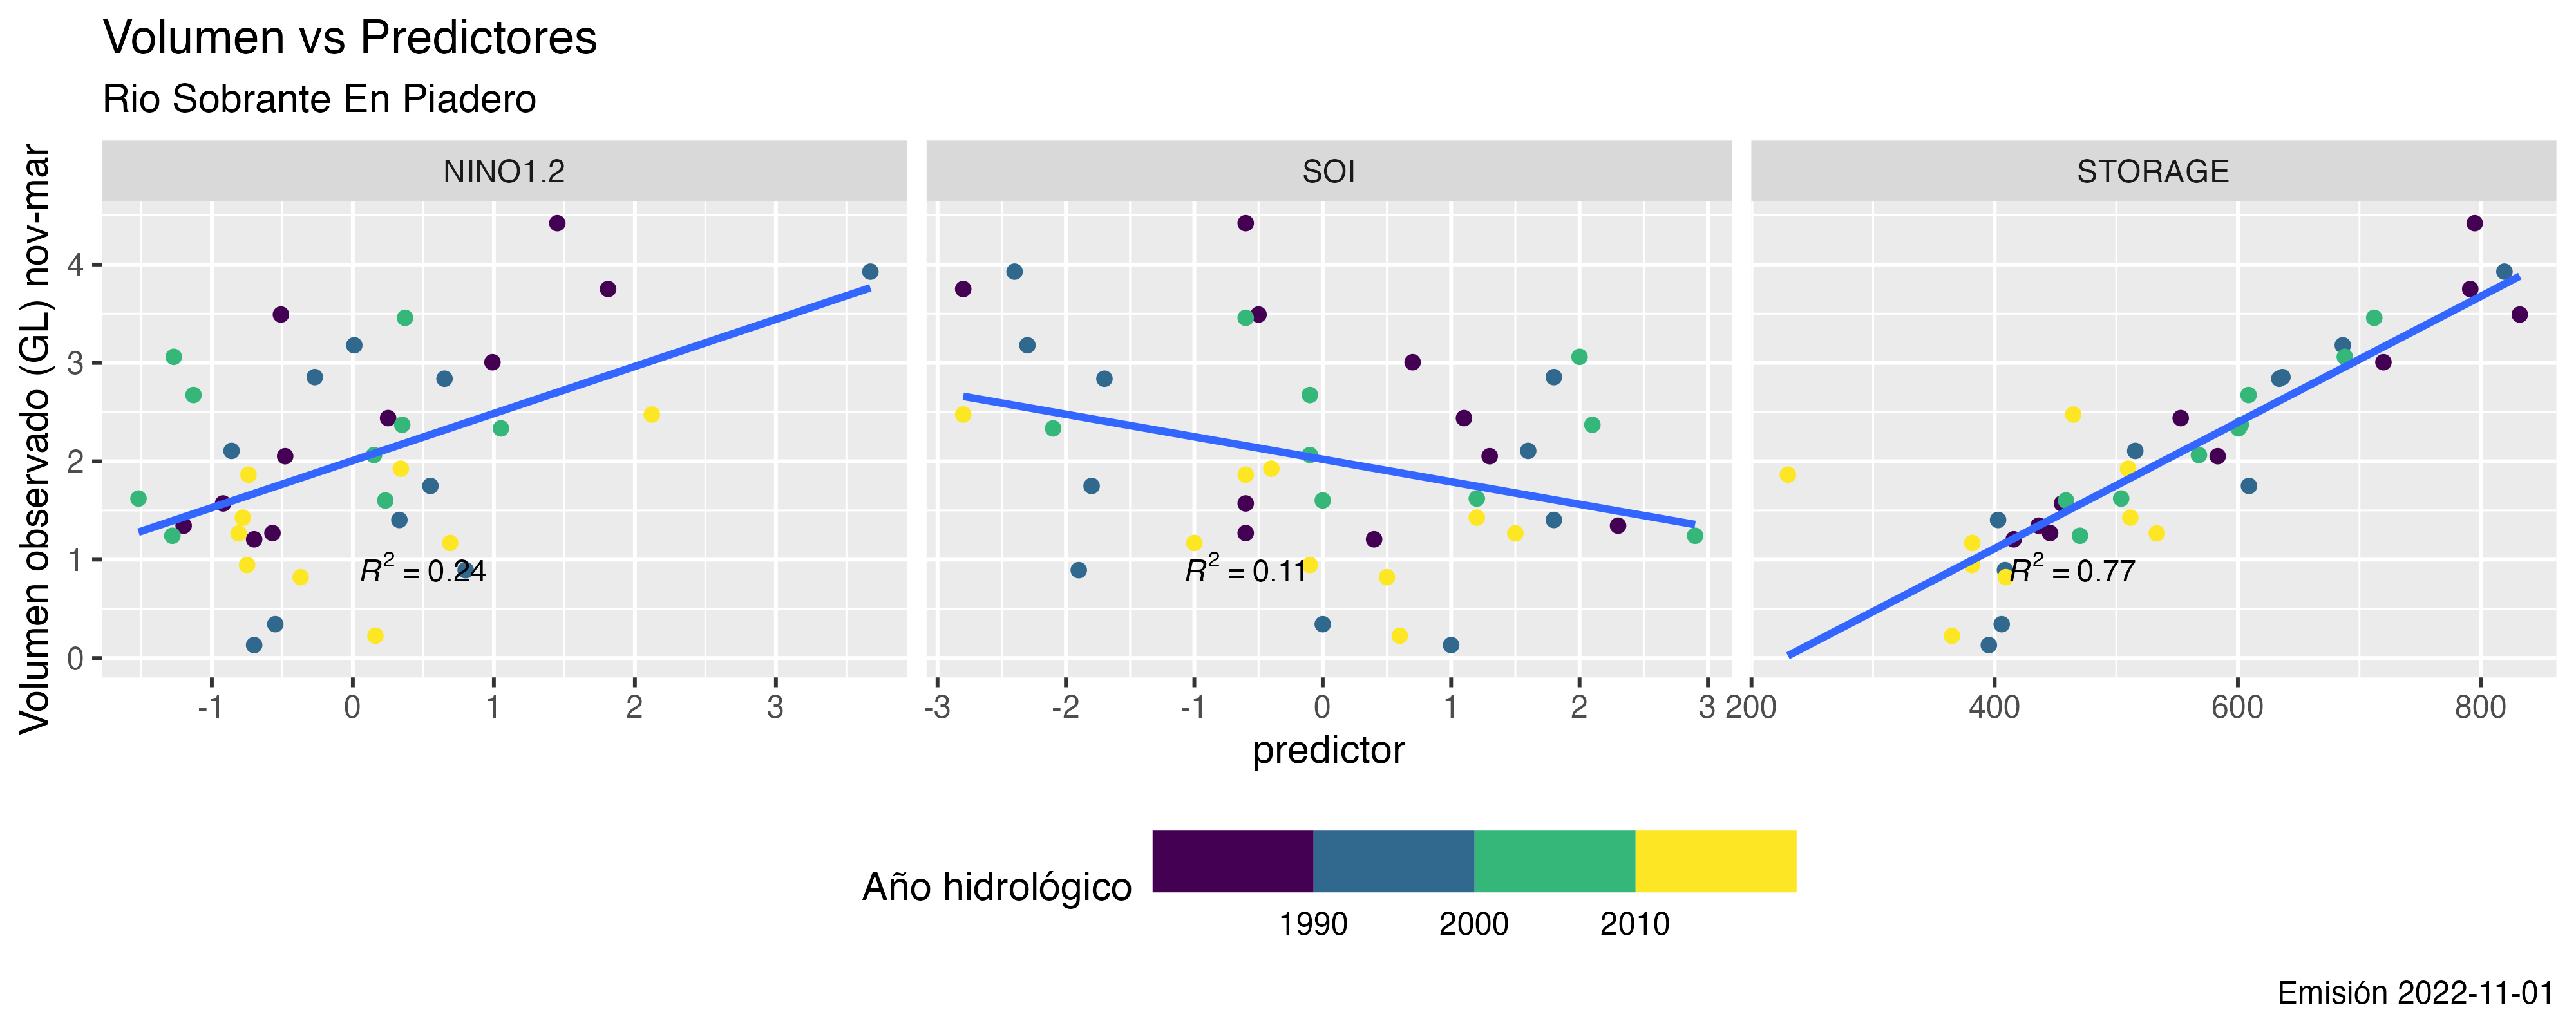 Volumen vs Predictores
Rio Sobrante En Piadero
Volumen observado (GL) nov-mar
NINO1.2 SOI STORAGE
4
3
2
1
0
R² = 0.24 R² = 0.11 R² = 0.77
-1 0 1 2 3 -3 -2 -1 0 1 2 3 200 400 600 800
predictor
Año hidrológico
1990 2000 2010
Emisión 2022-11-01